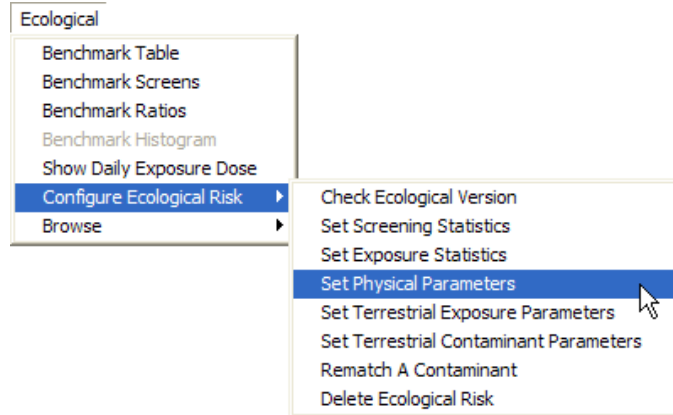 Ecological
Benchmark Table
Benchmark Screens
Benchmark Ratios
Benchmark Histogram
Show Daily Exposure Dose
Configure Ecological Risk
Browse
Check Ecological Version
Set Screening Statistics
Set Exposure Statistics
Set Physical Parameters
Set Terrestrial Exposure Parameters
Set Terrestrial Contaminant Parameters
Rematch A Contaminant
Delete Ecological Risk